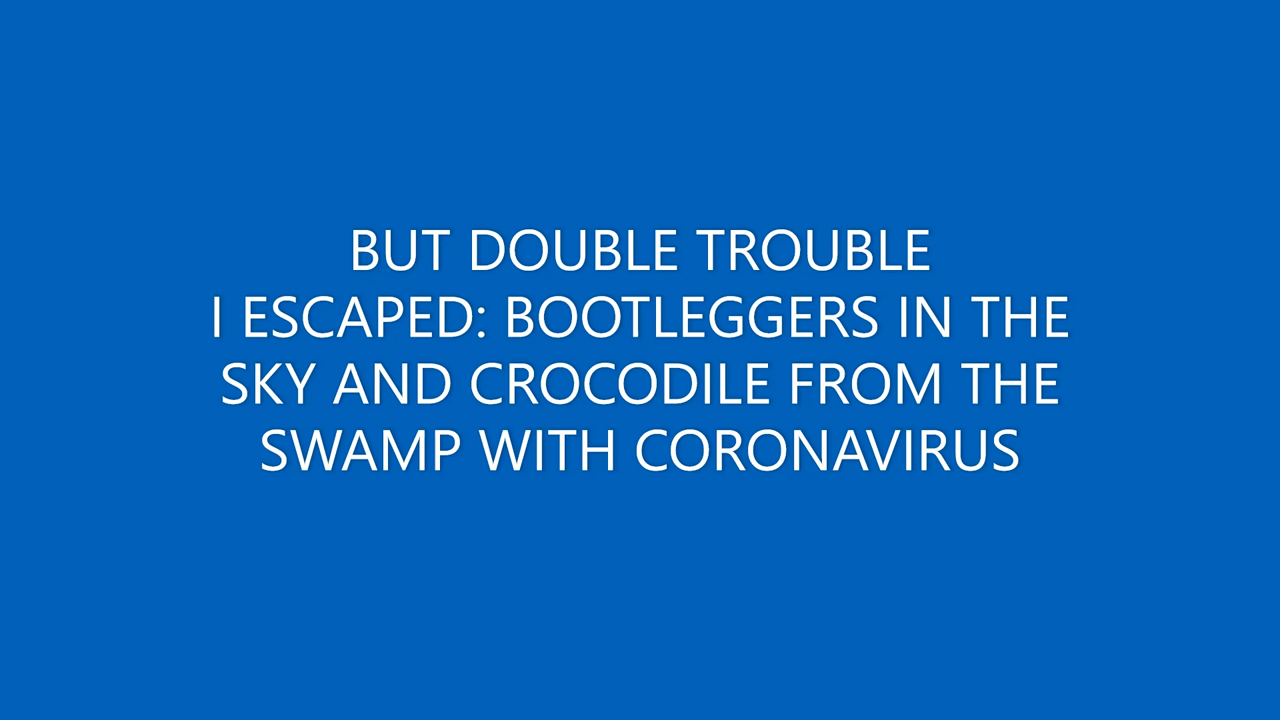 BUT DOUBLE TROUBLE
I ESCAPED: BOOTLEGGERS IN THE
SKY AND CROCODILE FROM THE
SWAMP WITH CORONAVIRUS